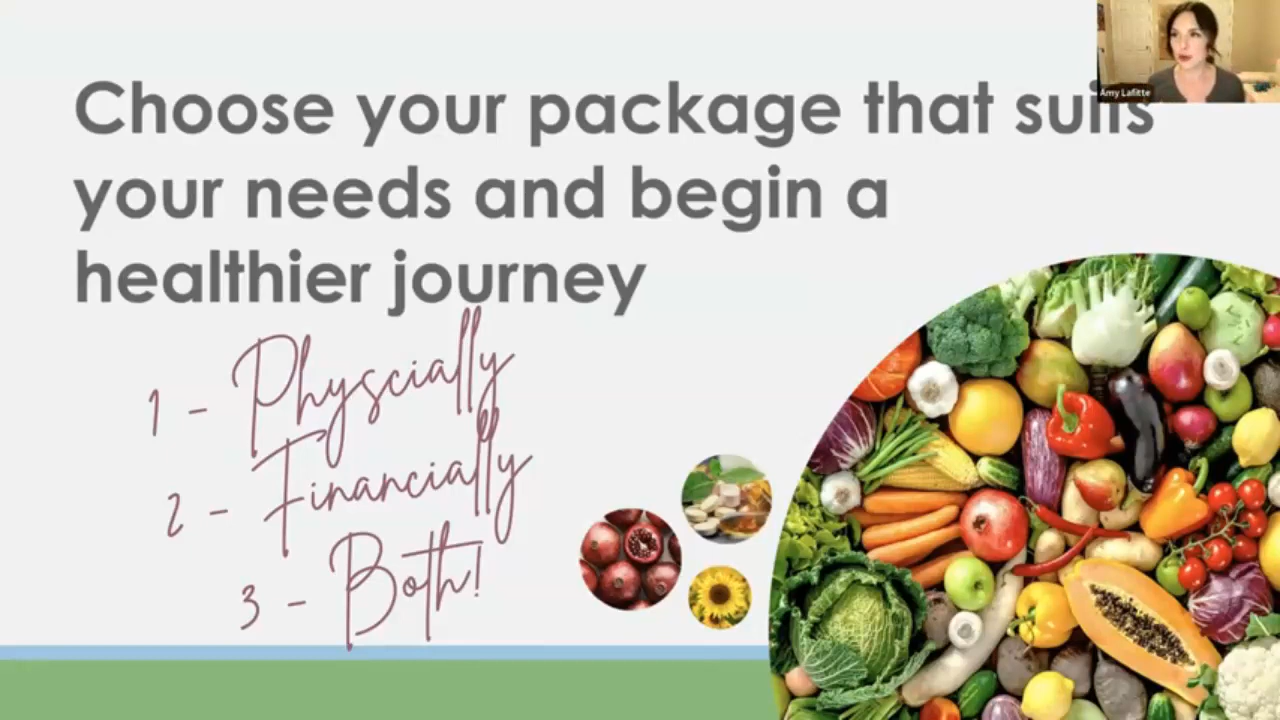 Amy Lafitte
Choose your package that suits
your needs and begin a
healthier journey
1 - Physcially
2 - Financially
3 - Both!